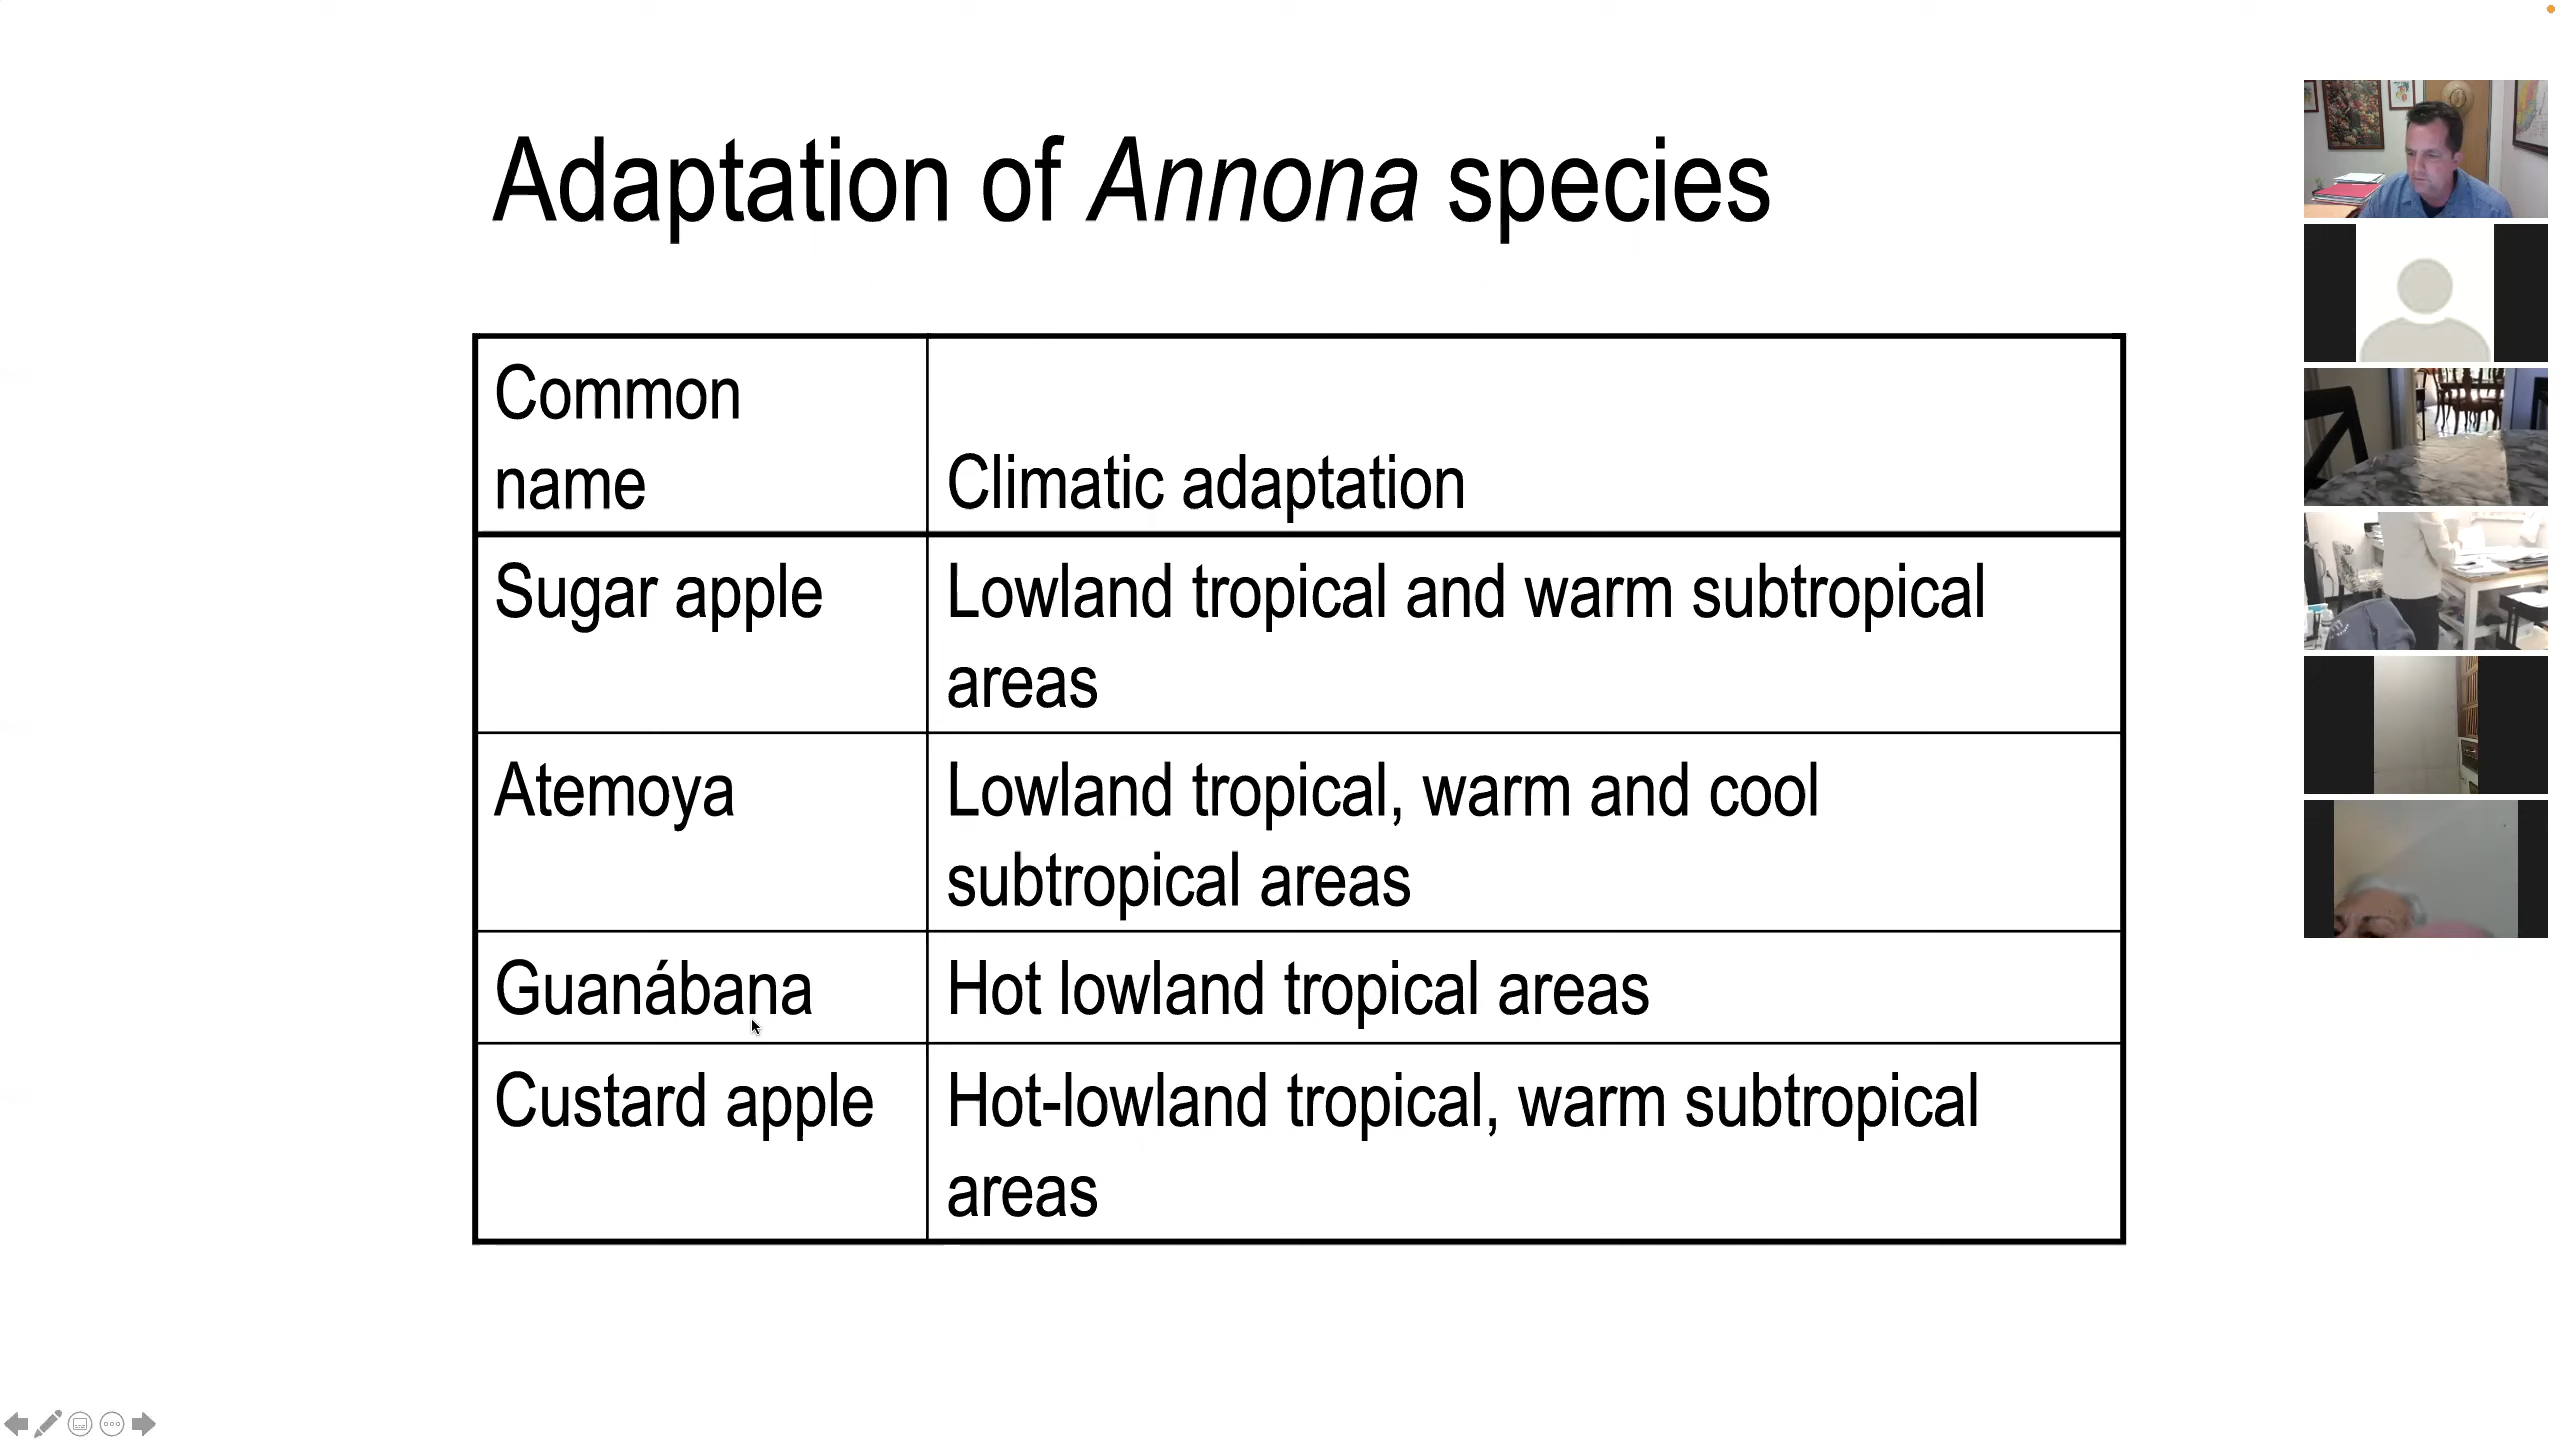 Adaptation of Annona species
Common
name
Climatic adaptation
Sugar apple
Lowland tropical and warm subtropical
areas
Atemoya
Lowland tropical, warm and cool
subtropical areas
Guanábana
Hot lowland tropical areas
Custard apple
Hot-lowland tropical, warm subtropical
areas